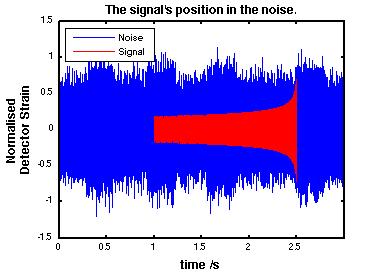 The signal's position in the noise.
1.5
Noise
Signal
1
0.5
0
-0.5
-1
-1.5
Normalised
Detector Strain
0 0.5 1 1.5 2 2.5
time /s